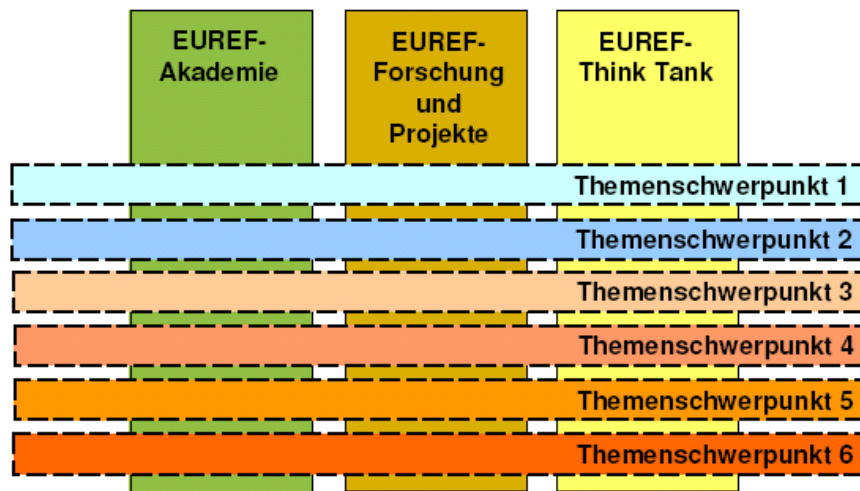 EUREF-
Akademie
EUREF-
Forschung
und
Projekte
EUREF-
Think Tank
Themenschwerpunkt 1
Themenschwerpunkt 2
Themenschwerpunkt 3
Themenschwerpunkt 4
Themenschwerpunkt 5
Themenschwerpunkt 6